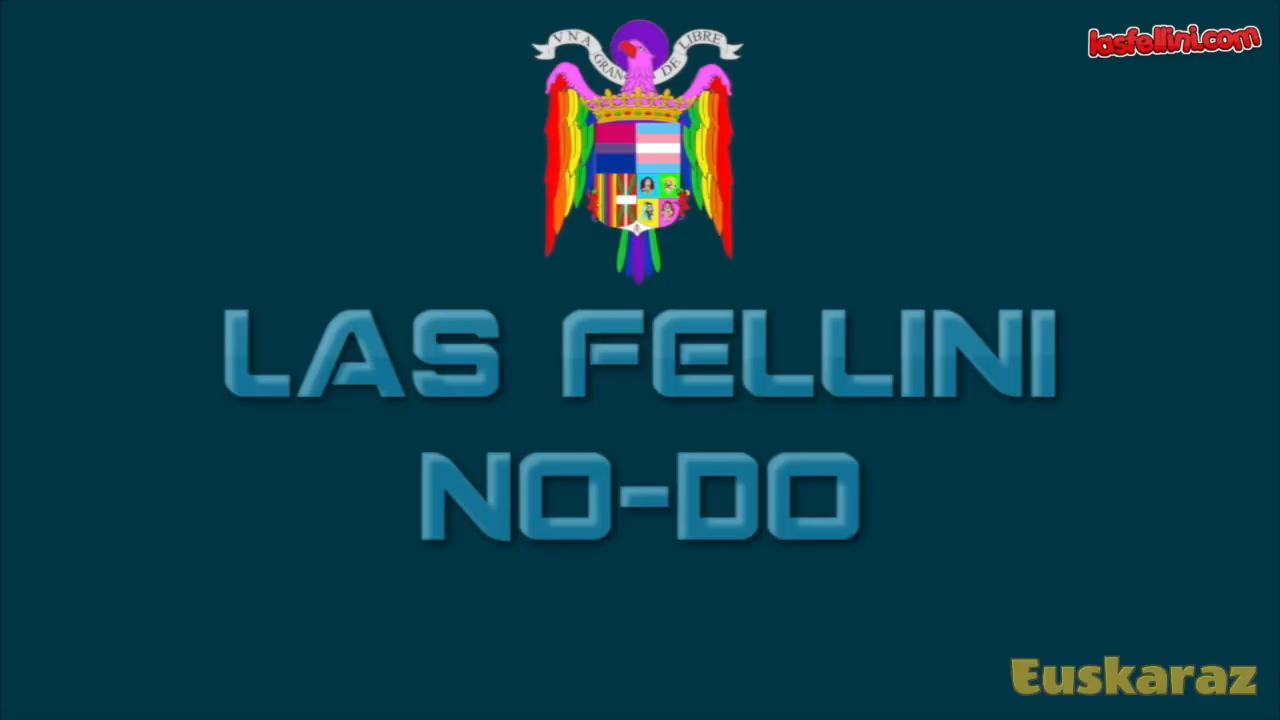 VNA GRANDE LIBRE
lasfellini.com
LAS FELLINI
NO-DO
Euskaraz